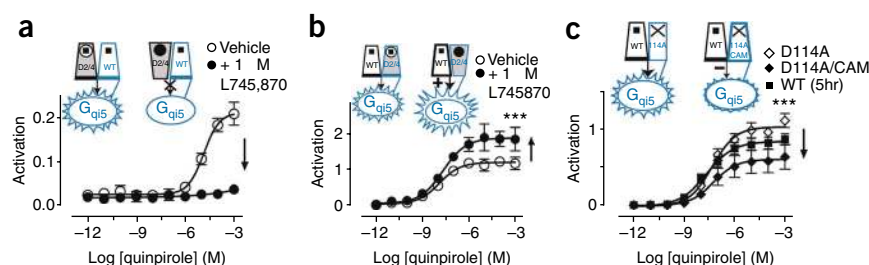 a
D2/4 WT D2/4 WT
Vehicle
+ 1 M
L745,870
Gqi5 Gqi5
Activation
0.2
0.1
0.0
–12 –9 –6 –3
Log [quinpirole] (M)
b
WT D2/4 WT D2/4
Vehicle
+ 1 M
L745870
+
Gqi5 Gqi5
***
Activation
2
1
0
–12 –9 –6 –3
Log [quinpirole] (M)
c
WT 114A WT 114A
CAM
D114A
D114A/CAM
WT (5hr)
–
Gqi5 Gqi5
***
Activation
1
0
–12 –9 –6 –3
Log [quinpirole] (M)